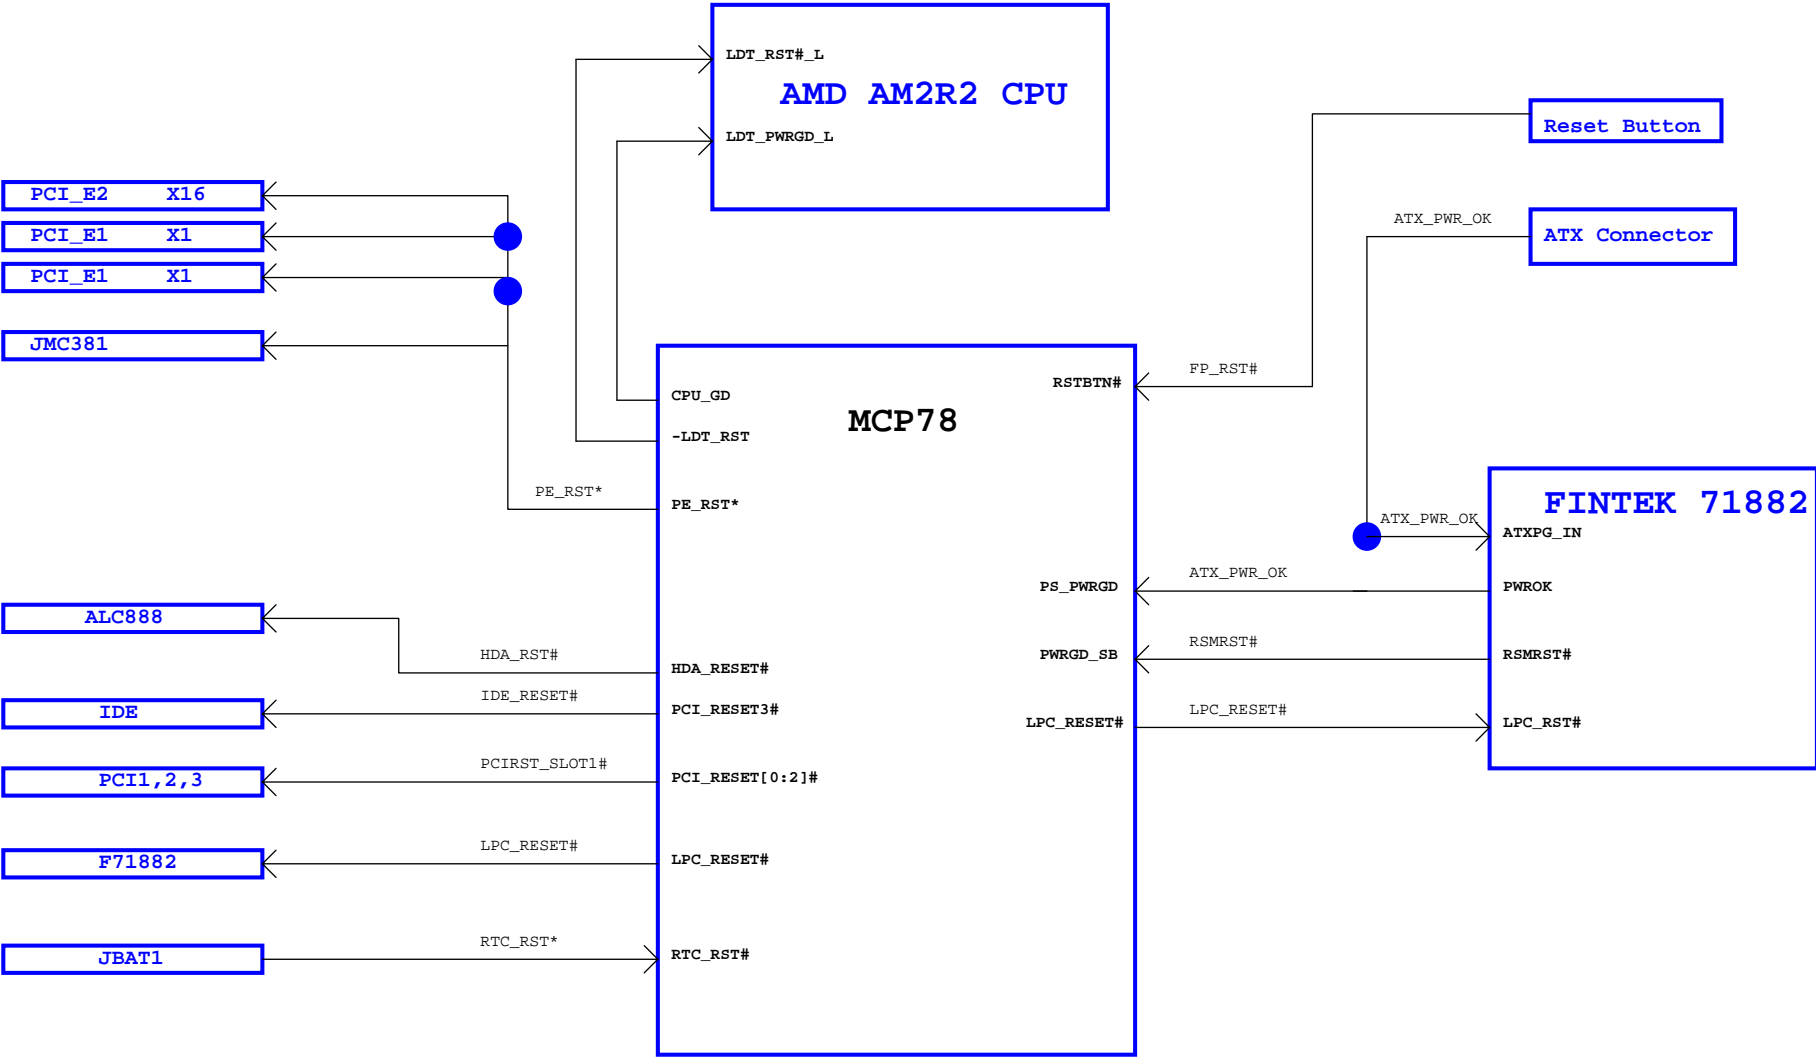 LDT_RST#_L
AMD AM2R2 CPU
LDT_PWRGD_L
Reset Button
ATX_PWR_OK
ATX Connector
PCI_E2 X16
PCI_E1 X1
PCI_E1 X1
JMC381
FP_RST#
RSTBTN#
CPU_GD
MCP78
-LDT_RST
PE_RST*
PE_RST*
FINTEK 71882
ATX_PWR_OK
ATXPG_IN
PS_PWRGD
ATX_PWR_OK
PWROK
ALC888
HDA_RST#
HDA_RESET#
PWRGD_SB
RSMRST#
RSMRST#
IDE
IDE_RESET#
PCI_RESET3#
LPC_RESET#
LPC_RESET#
LPC_RST#
PCI1,2,3
PCIRST_SLOT1#
PCI_RESET[0:2]#
F71882
LPC_RESET#
LPC_RESET#
JBAT1
RTC_RST*
RTC_RST#